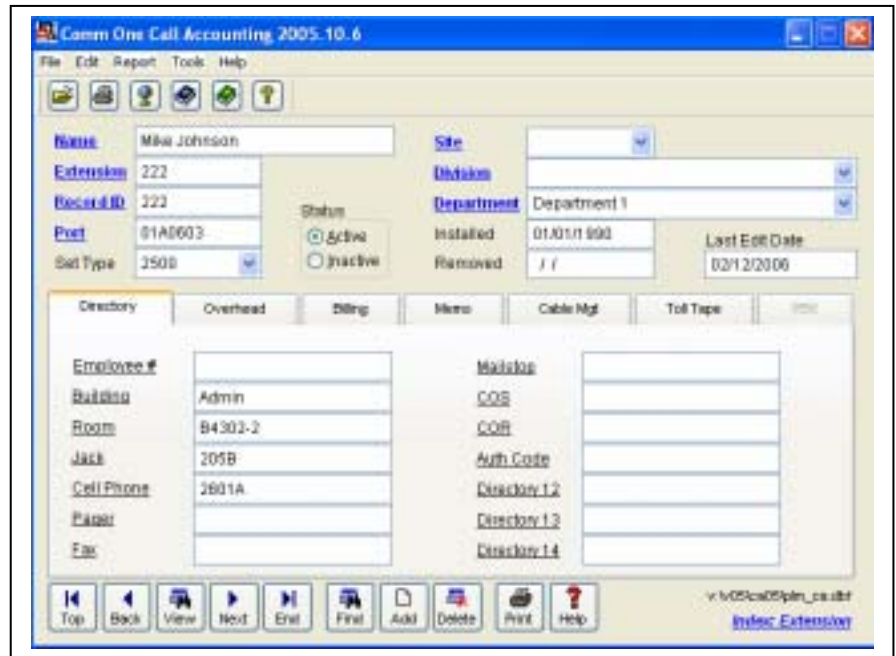 Comm One Call Accounting 2005.10.6
File Edit Report Tools Help
Name Mike Johnson Site
Extension 222 Division
Record ID 222 Status Department Department 1
Port 01A0603 Active Installed 01/01/1990 Last Edit Date
Set Type 2500 Inactive Removed / / 02/12/2006
Directory Overhead Billing Memo Cable Mgt Toll Tape
Employee # Mailstop
Building Admin COS
Room B4302-2 COR
Jack 205B Auth Code
Cell Phone 2601A Directory 12
Pager Directory 13
Fax Directory 14
Top Back View Next End Find Add Delete Print Help
Index: Extension